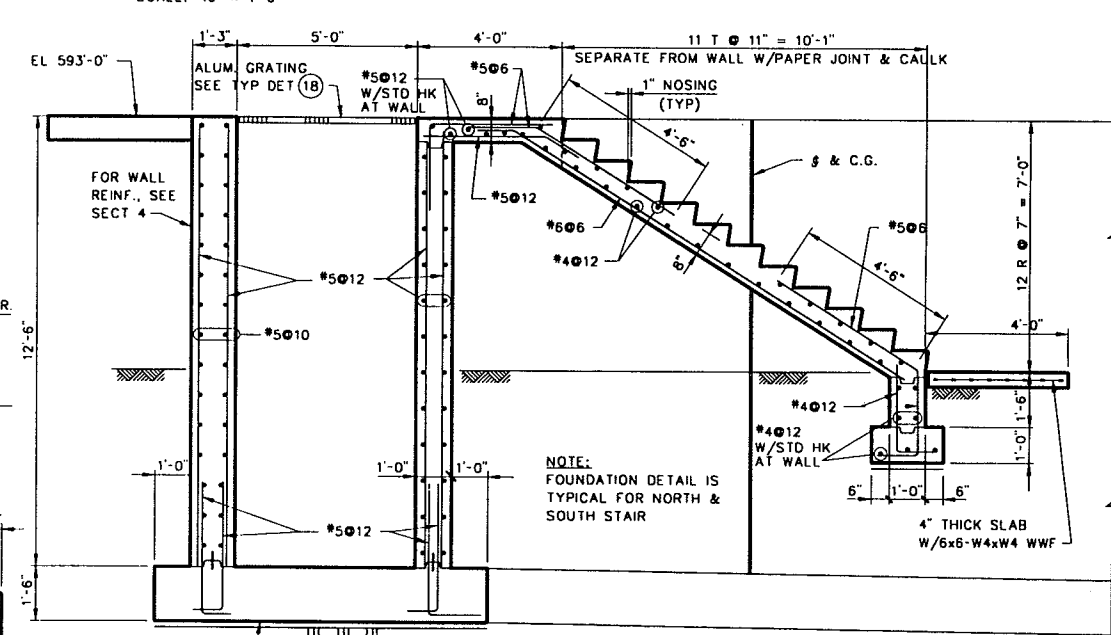 1'-3"
5'-0"
4'-0"
11 T @ 11" = 10'-1"
SEPARATE FROM WALL W/PAPER JOINT & CAULK
EL 593'-0"
ALUM. GRATING
SEE TYP DET 18
#5@12
W/STD HK
AT WALL
#5@6
8"
1" NOSING
(TYP)
4'-6"
& C.G.
FOR WALL
REINF., SEE
SECT 4
#5@12
#6@6
#4@12
8"
#5@6
4'-6"
12 R @ 7" = 7'-0"
#5@12
#5@10
R.
12'-6"
4'-0"
#4@12
1'-6"
#4@12
W/STD HK
AT WALL
1'-0"
1'-0"
1'-0"
1'-0"
NOTE:
FOUNDATION DETAIL IS
TYPICAL FOR NORTH &
SOUTH STAIR
6"
1'-0"
6"
#5@12
4" THICK SLAB
W/6x6-W4xW4 WWF
1'-6"